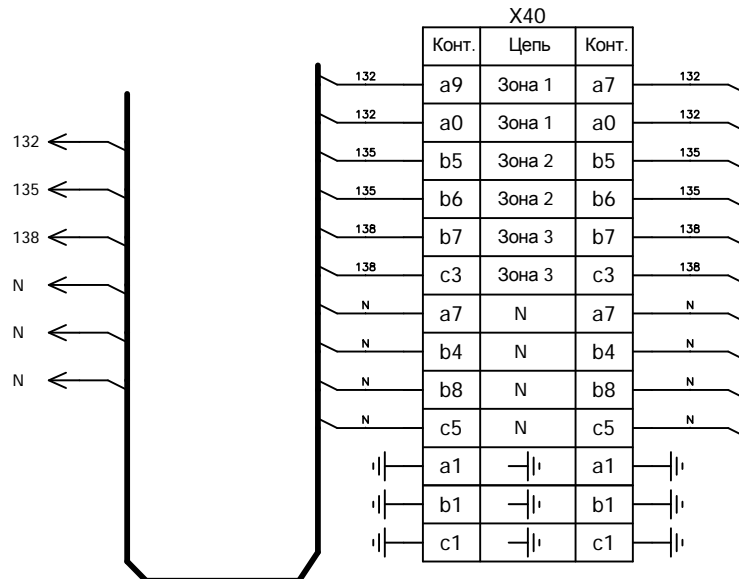 X40
Конт. Цепь Конт.
132 a9 Зона 1 a7 132
132 132 a0 Зона 1 a0 132
135 135 b5 Зона 2 b5 135
135 b6 Зона 2 b6 135
138 138 b7 Зона 3 b7 138
138 c3 Зона 3 c3 138
N N a7 N a7 N
N N b4 N b4 N
N N b8 N b8 N
N c5 N c5 N
a1 a1
b1 b1
c1 c1